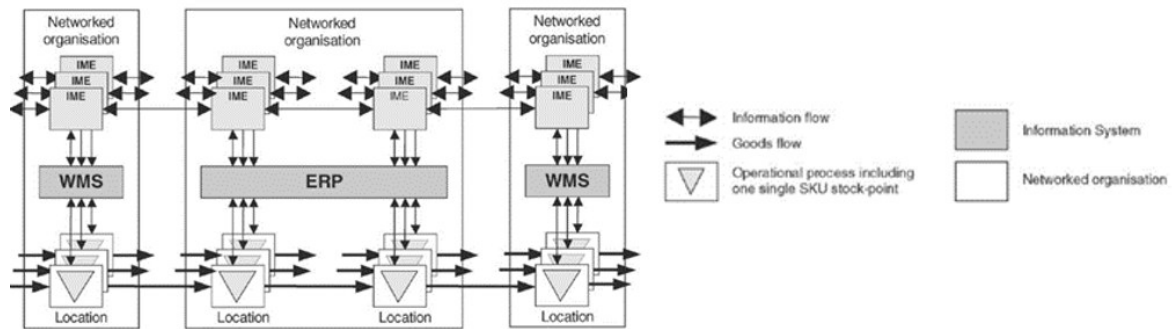 Networked
organisation
Networked
organisation
Networked
organisation
IME
IME
IME
IME
IME
IME
IME
IME
IME
IME
IME
IME
WMS
ERP
WMS
Location
Location
Location
Location
Information flow
Goods flow
Operational process including
one single SKU stock-point
Information System
Networked organisation